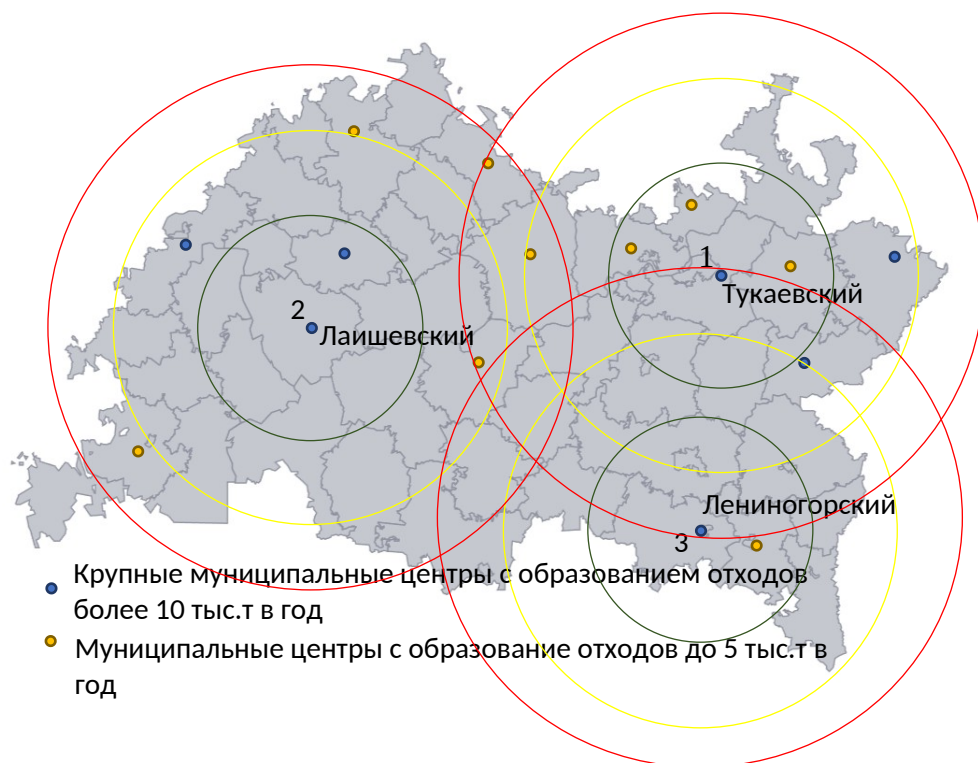 1
Тукаевский
2
Лаишевский
Лениногорский
3
Крупные муниципальные центры с образованием отходов
более 10 тыс.т в год
Муниципальные центры с образование отходов до 5 тыс.т в
год